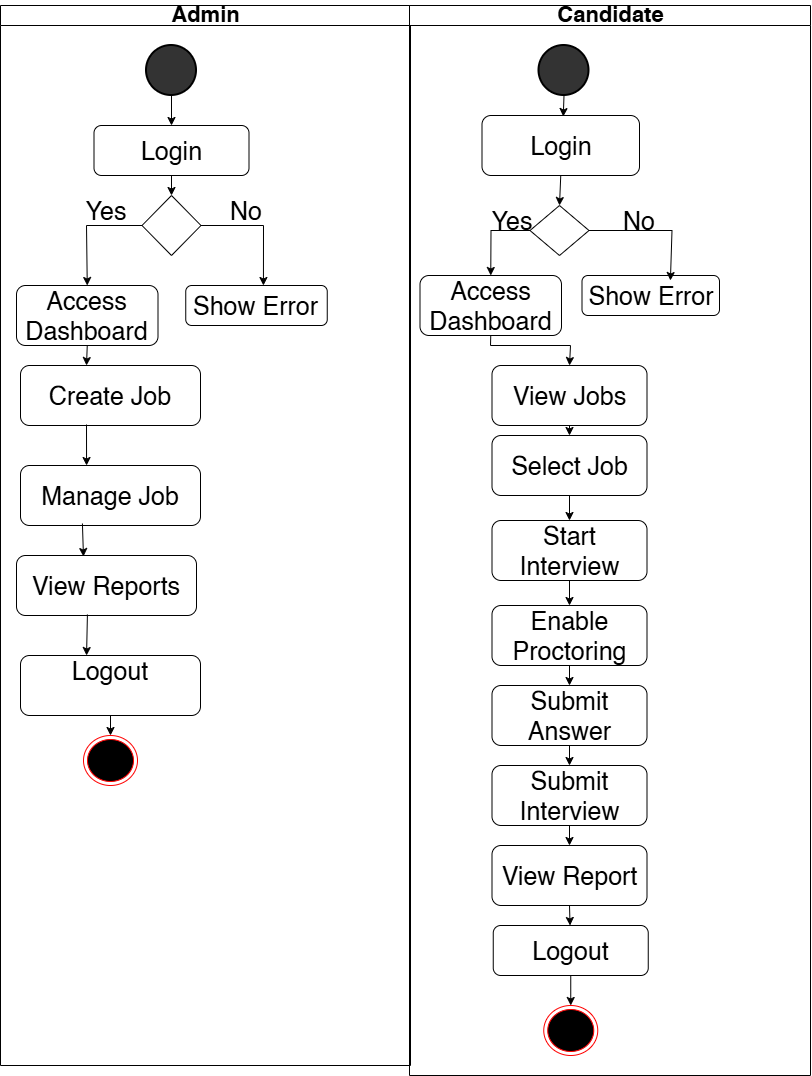 Admin
Login
Yes
No
Access
Dashboard
Show Error
Create Job
Manage Job
View Reports
Logout
Candidate
Login
Yes
No
Access
Dashboard
Show Error
View Jobs
Select Job
Start
Interview
Enable
Proctoring
Submit
Answer
Submit
Interview
View Report
Logout